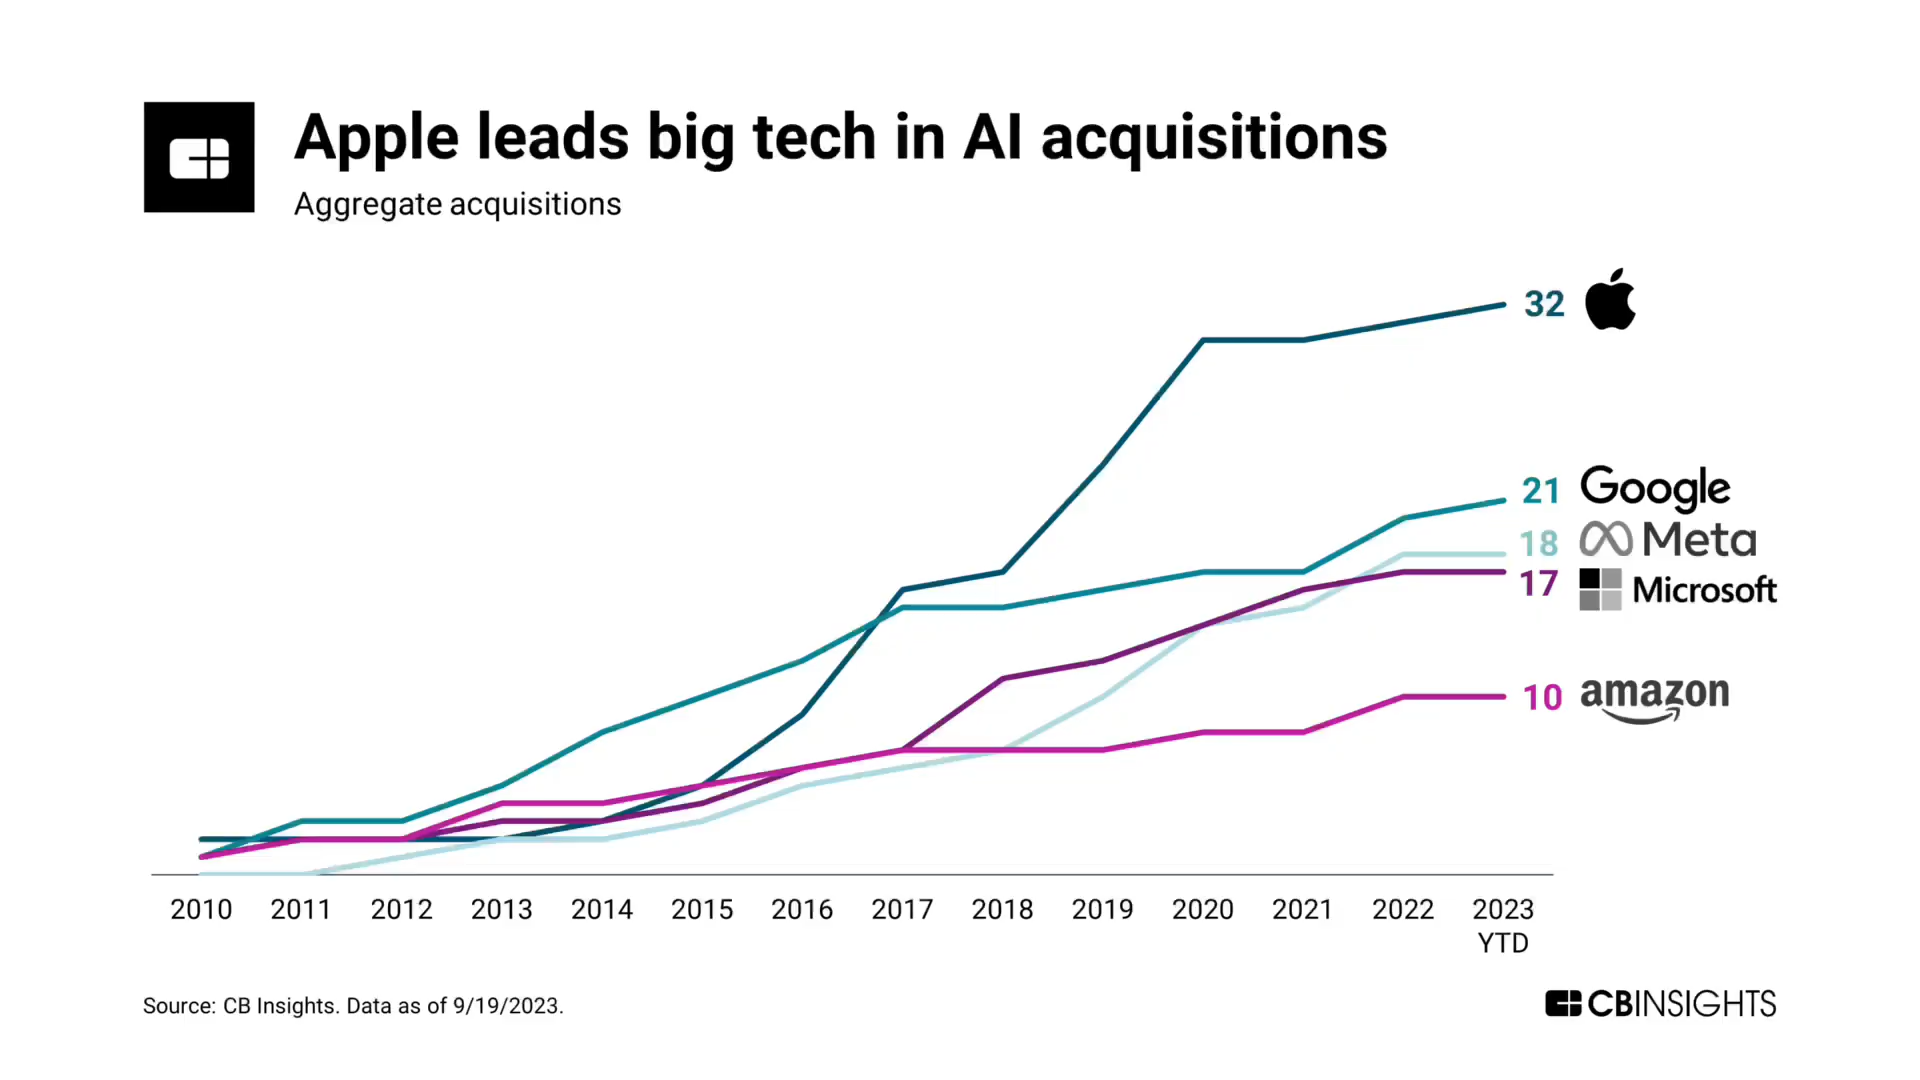 Apple leads big tech in AI acquisitions
Aggregate acquisitions
32
21 Google
18 Meta
17 Microsoft
10 amazon
2010 2011 2012 2013 2014 2015 2016 2017 2018 2019 2020 2021 2022 2023
YTD
Source: CB Insights. Data as of 9/19/2023.
CBINSIGHTS